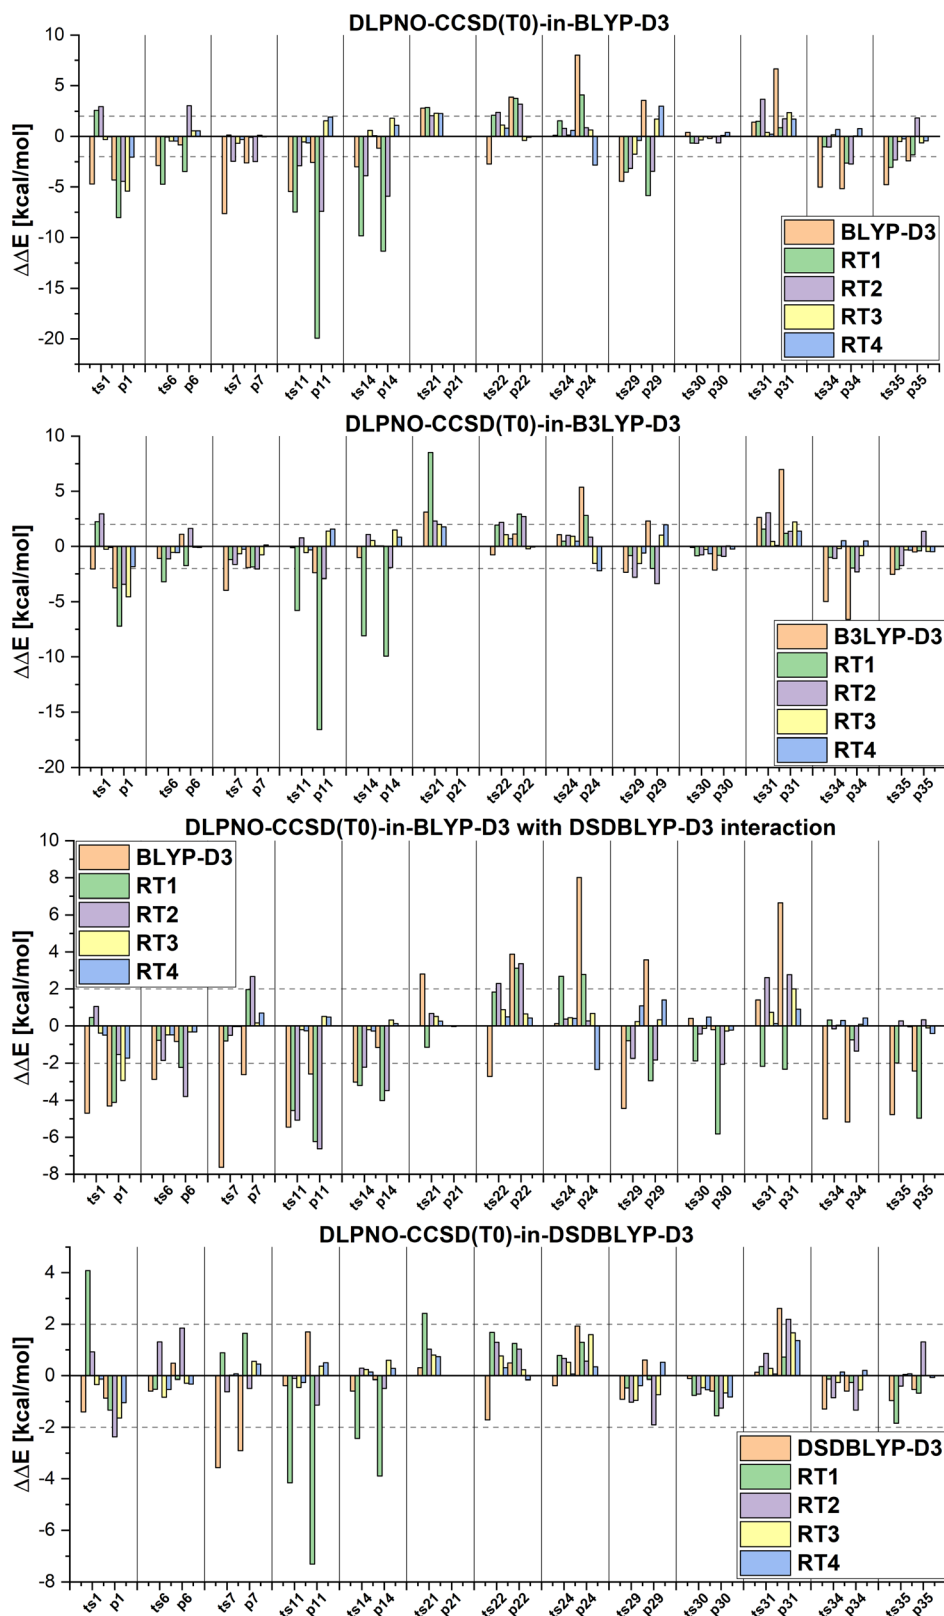 DLPNO-CCSD(T0)-in-BLYP-D3
10
5
0
-5
-10
-15
-20
ΔΔE [kcal/mol]
BLYP-D3
RT1
RT2
RT3
RT4
ts1 p1 ts6 p6 ts7 p7 ts11 p11 ts14 p14 ts21 p21 ts22 p22 ts24 p24 ts29 p29 ts30 p30 ts31 p31 ts34 p34 ts35 p35
DLPNO-CCSD(T0)-in-B3LYP-D3
10
5
0
-5
-10
-15
-20
ΔΔE [kcal/mol]
B3LYP-D3
RT1
RT2
RT3
RT4
ts1 p1 ts6 p6 ts7 p7 ts11 p11 ts14 p14 ts21 p21 ts22 p22 ts24 p24 ts29 p29 ts30 p30 ts31 p31 ts34 p34 ts35 p35
DLPNO-CCSD(T0)-in-BLYP-D3 with DSDBLYP-D3 interaction
10
8
6
4
2
0
-2
-4
-6
-8
ΔΔE [kcal/mol]
BLYP-D3
RT1
RT2
RT3
RT4
ts1 p1 ts6 p6 ts7 p7 ts11 p11 ts14 p14 ts21 p21 ts22 p22 ts24 p24 ts29 p29 ts30 p30 ts31 p31 ts34 p34 ts35 p35
DLPNO-CCSD(T0)-in-DSDBLYP-D3
4
2
0
-2
-4
-6
-8
ΔΔE [kcal/mol]
DSDBLYP-D3
RT1
RT2
RT3
RT4
ts1 p1 ts6 p6 ts7 p7 ts11 p11 ts14 p14 ts21 p21 ts22 p22 ts24 p24 ts29 p29 ts30 p30 ts31 p31 ts34 p34 ts35 p35